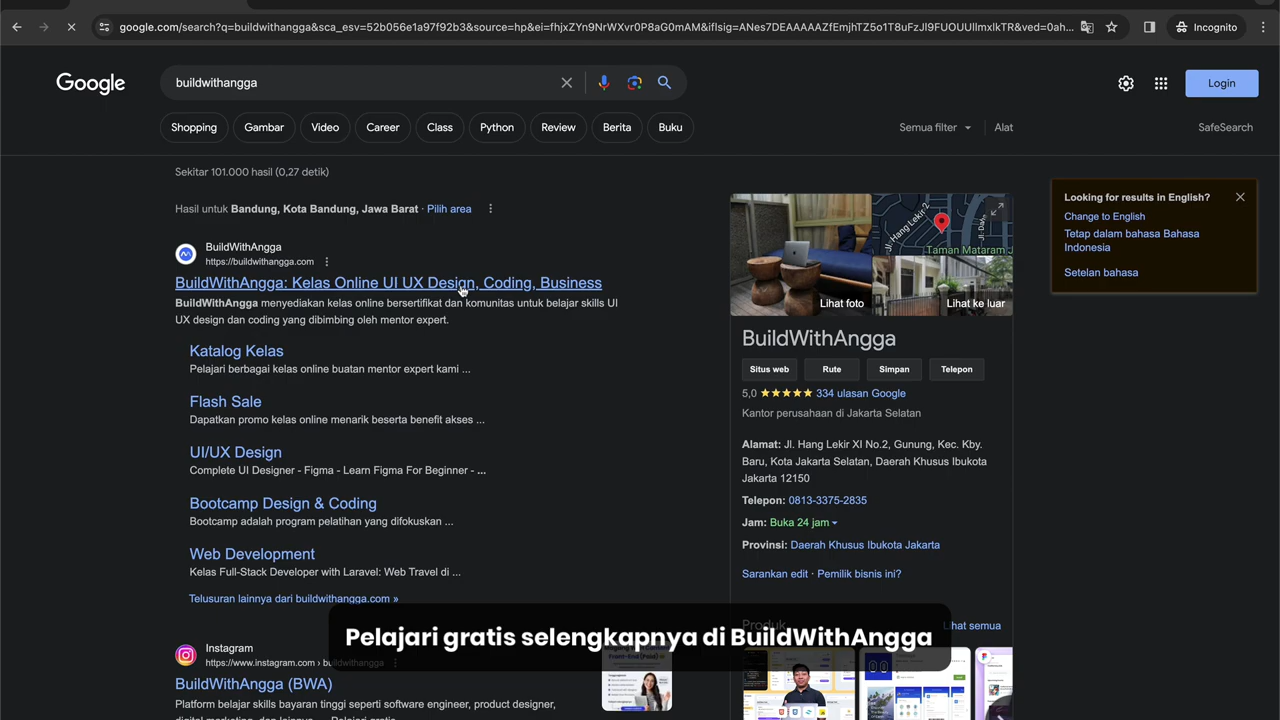 google.com/search?q=buildwithangga&sca_esv=52b056e1a97f92b3&source=hp&ei=fhjxZYn9NrWXvr0P8aG0mAM&iflsig=ANes7DEAAAAAZfEmjhTZ5o1T8uFzJl9FUOUUllmxlkTR&ved=0ah...
Incognito
Google
buildwithangga
Login
Shopping
Gambar
Video
Career
Class
Python
Review
Berita
Buku
Semua filter
Alat
SafeSearch
Sekitar 101.000 hasil (0,27 detik)
Hasil untuk Bandung, Kota Bandung, Jawa Barat · Pilih area
BuildWithAngga
https://buildwithangga.com
BuildWithAngga: Kelas Online UI UX Design, Coding, Business
BuildWithAngga menyediakan kelas online bersertifikat dan komunitas untuk belajar skills UI
UX design dan coding yang dibimbing oleh mentor expert.
Katalog Kelas
Pelajari berbagai kelas online buatan mentor expert kami ...
Flash Sale
Dapatkan promo kelas online menarik beserta benefit akses ...
UI/UX Design
Complete UI Designer - Figma - Learn Figma For Beginner - ...
Bootcamp Design & Coding
Bootcamp adalah program pelatihan yang difokuskan ...
Web Development
Kelas Full-Stack Developer with Laravel: Web Travel di ...
Telusuran lainnya dari buildwithangga.com »
Instagram
https://www.instagram.com › buildwithangga
BuildWithAngga (BWA)
Platform belajar skills bergaji tinggi seperti software engineer, product designer,
Jl. Hang Lekir 2
Taman Mataram J
Lihat foto
Lihat ke luar
BuildWithAngga
Situs web
Rute
Simpan
Telepon
5,0 334 ulasan Google
Kantor perusahaan di Jakarta Selatan
Alamat: Jl. Hang Lekir XI No.2, Gunung, Kec. Kby.
Baru, Kota Jakarta Selatan, Daerah Khusus Ibukota
Jakarta 12150
Telepon: 0813-3375-2835
Jam: Buka 24 jam
Provinsi: Daerah Khusus Ibukota Jakarta
Sarankan edit · Pemilik bisnis ini?
Produk
Lihat semua
Looking for results in English?
Change to English
Tetap dalam bahasa Bahasa
Indonesia
Setelan bahasa
Pelajari gratis selengkapnya di BuildWithAngga